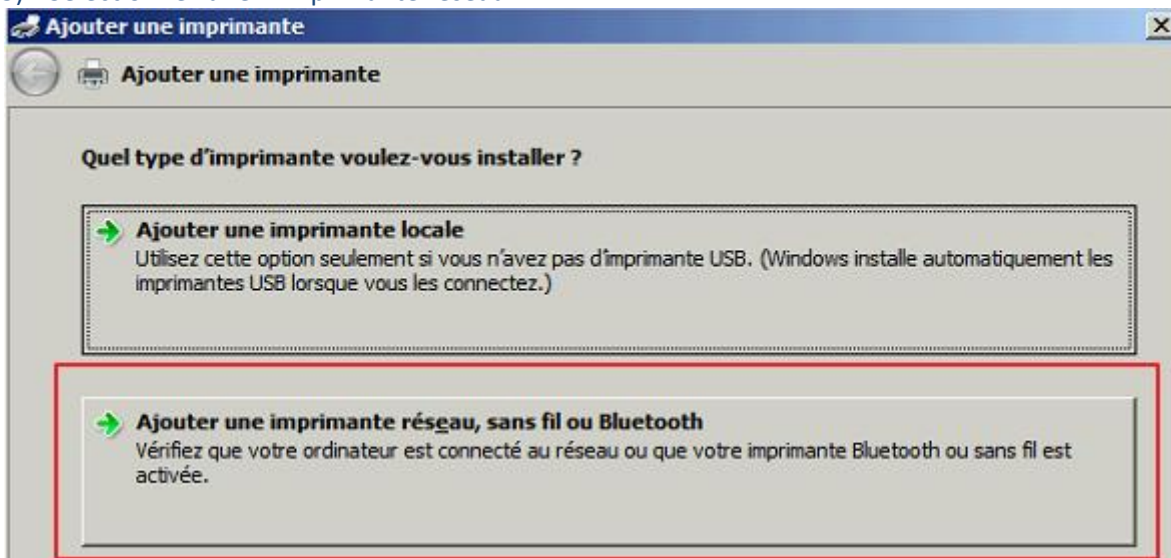 Ajouter une imprimante
Ajouter une imprimante
Quel type d'imprimante voulez-vous installer ?
Ajouter une imprimante locale
Utilisez cette option seulement si vous n'avez pas d'imprimante USB. (Windows installe automatiquement les
imprimantes USB lorsque vous les connectez.)
Ajouter une imprimante réseau, sans fil ou Bluetooth
Vérifiez que votre ordinateur est connecté au réseau ou que votre imprimante Bluetooth ou sans fil est
activée.